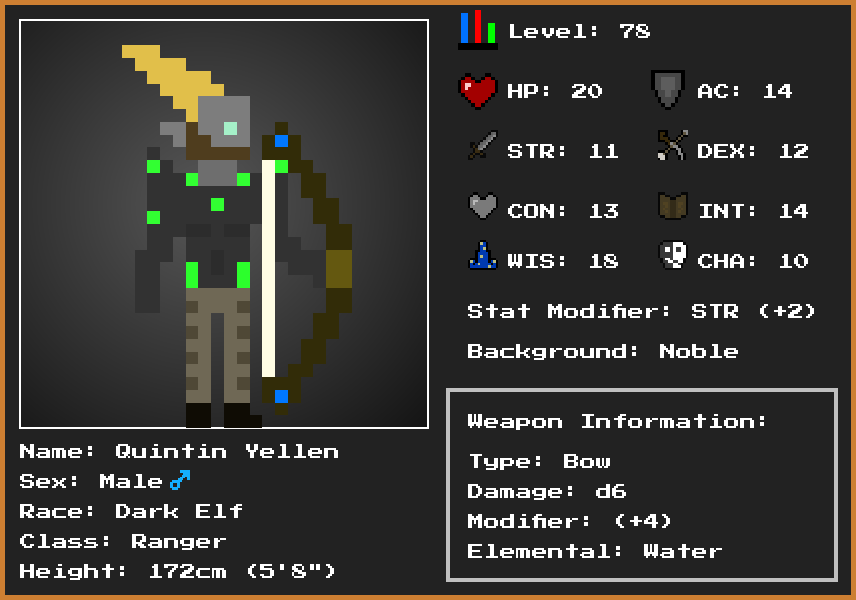 Level: 78
HP: 20 AC: 14
STR: 11 DEX: 12
CON: 13 INT: 14
WIS: 18 CHA: 10
Stat Modifier: STR (+2)
Background: Noble
Weapon Information:
Type: Bow
Damage: d6
Modifier: (+4)
Elemental: Water
Name: Quintin Yellen
Sex: Male ♂
Race: Dark Elf
Class: Ranger
Height: 172cm (5'8")